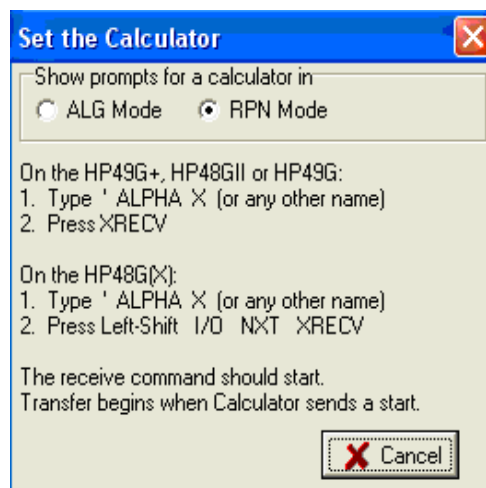 Set the Calculator
Show prompts for a calculator in
ALG Mode RPN Mode
On the HP49G+, HP48GII or HP49G:
1. Type ' ALPHA X (or any other name)
2. Press XRECV
On the HP48G(X):
1. Type ' ALPHA X (or any other name)
2. Press Left-Shift I/O NXT XRECV
The receive command should start.
Transfer begins when Calculator sends a start.
Cancel